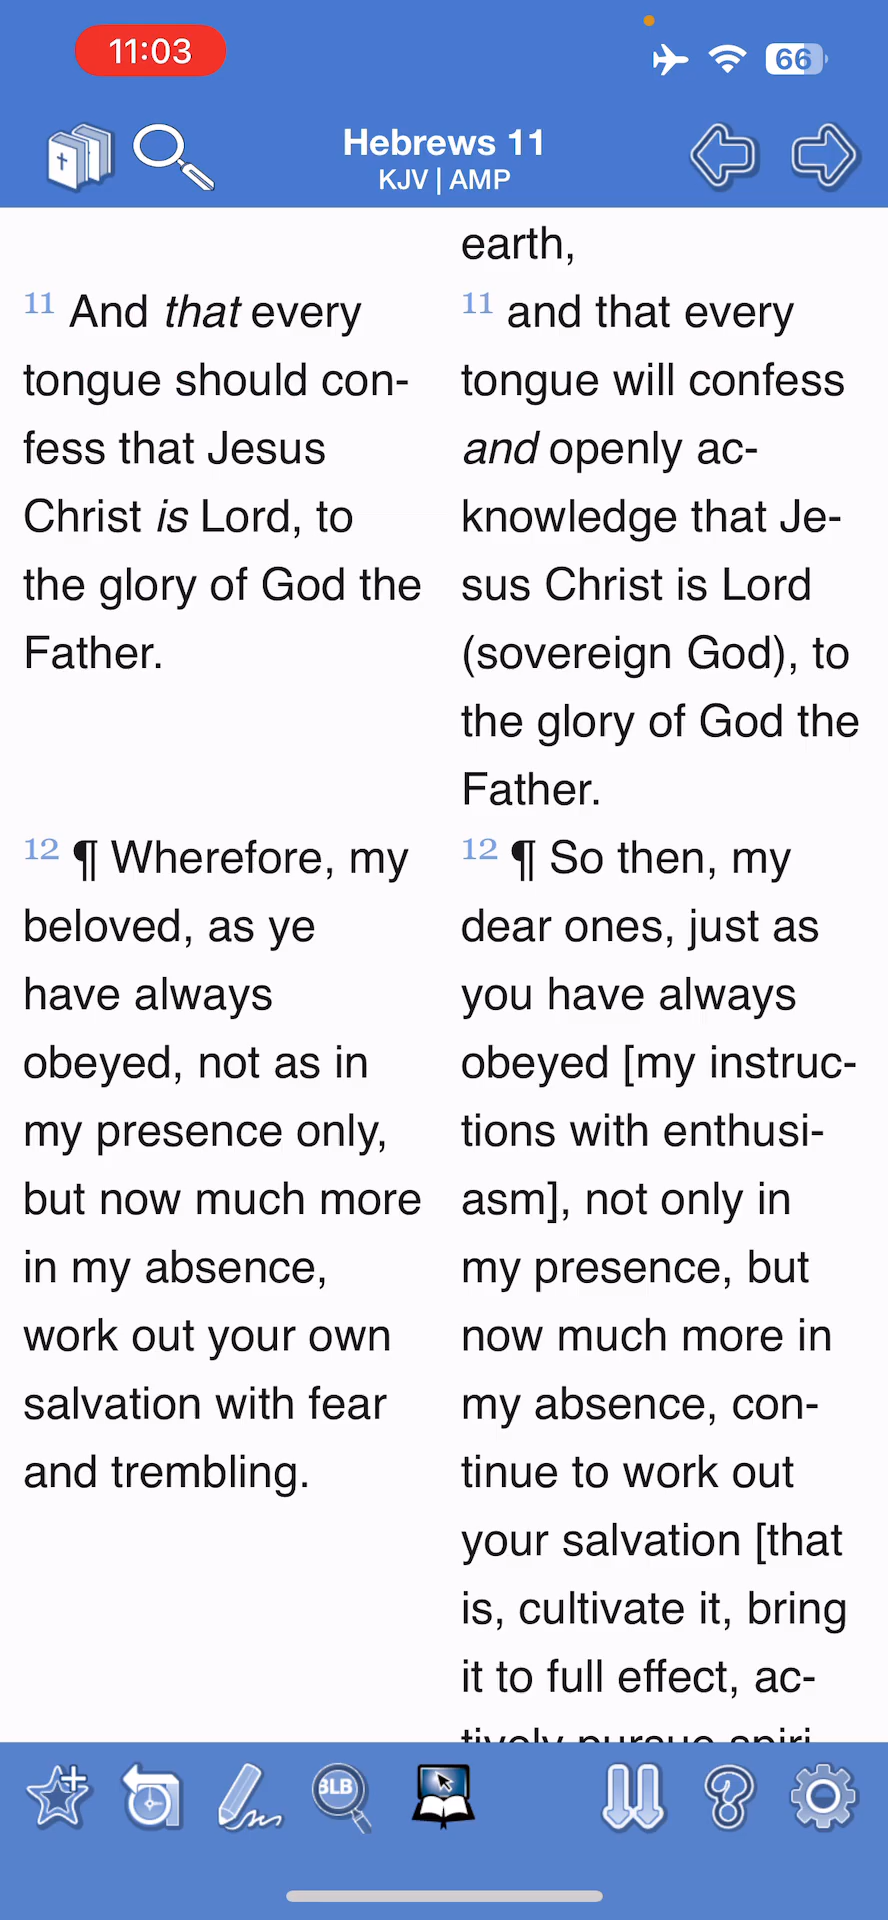 11:03
66
Hebrews 11
KJV | AMP
11 And that every
tongue should con-
fess that Jesus
Christ is Lord, to
the glory of God the
Father.
12 ¶ Wherefore, my
beloved, as ye
have always
obeyed, not as in
my presence only,
but now much more
in my absence,
work out your own
salvation with fear
and trembling.
earth,
11 and that every
tongue will confess
and openly ac-
knowledge that Je-
sus Christ is Lord
(sovereign God), to
the glory of God the
Father.
12 ¶ So then, my
dear ones, just as
you have always
obeyed [my instruc-
tions with enthusi-
asm], not only in
my presence, but
now much more in
my absence, con-
tinue to work out
your salvation [that
is, cultivate it, bring
it to full effect, ac-
tively pursue spiri
BLB